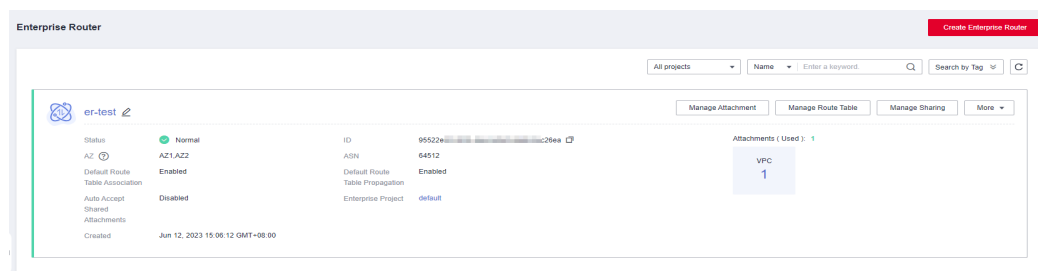 Enterprise Router
Create Enterprise Router
All projects
Name
Enter a keyword.
Search by Tag
er-test
Manage Attachment
Manage Route Table
Manage Sharing
More
Status
Normal
ID
95522e
c26ea
Attachments ( Used ): 1
AZ
AZ1,AZ2
ASN
64512
VPC
1
Default Route
Table Association
Enabled
Default Route
Table Propagation
Enabled
Auto Accept
Shared
Attachments
Disabled
Enterprise Project
default
Created
Jun 12, 2023 15:06:12 GMT+08:00